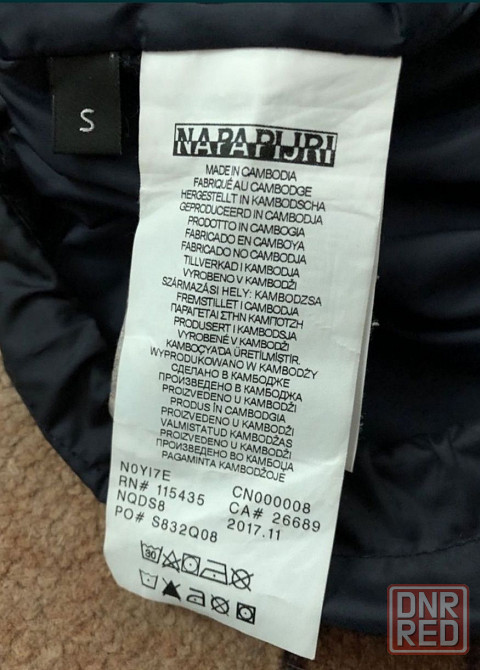 S
NAPAPIJRI
MADE IN CAMBODIA
FABRIQUÉ AU CAMBODGE
HERGESTELLT IN KAMBODSCHA
GEPRODUCEERD IN CAMBODJA
PRODOTTO IN CAMBOGIA
FABRICADO EN CAMBOYA
FABRICADO NO CAMBODJA
TILLVERKAD I KAMBODJA
VYROBENO V KAMBODŽI
SZÁRMAZÁSI HELY: KAMBODZSA
FREMSTILLET I CAMBODJA
ΠΑΡΑΓΕΤΑΙ ΣΤΗΝ ΚΑΜΠΟΤΖΗ
PRODUSERT I KAMBODSJA
VYROBENÉ V KAMBODŽI
KAMBOÇYA'DA ÜRETILMIŞTIR.
WYPRODUKOWANO W KAMBODŻY
СДЕЛАНО В КАМБОДЖЕ
ПРОИЗВЕДЕНО В КАМБОДЖА
PROIZVEDENO U KAMBODŽI
PRODUS ÎN CAMBODGIA
PROIZVEDENO V KAMBODŽI
VALMISTATUD KAMBODŽAS
PROIZVEDENO U KAMBODŽI
ПРОИЗВЕДЕНО ВО КАМБОЏА
PAGAMINTA KAMBODŽOJE
N0YI7E CN000008
RN# 115435 CA# 26689
NQDS8 2017.11
PO# S832Q08
30
DNR
RED